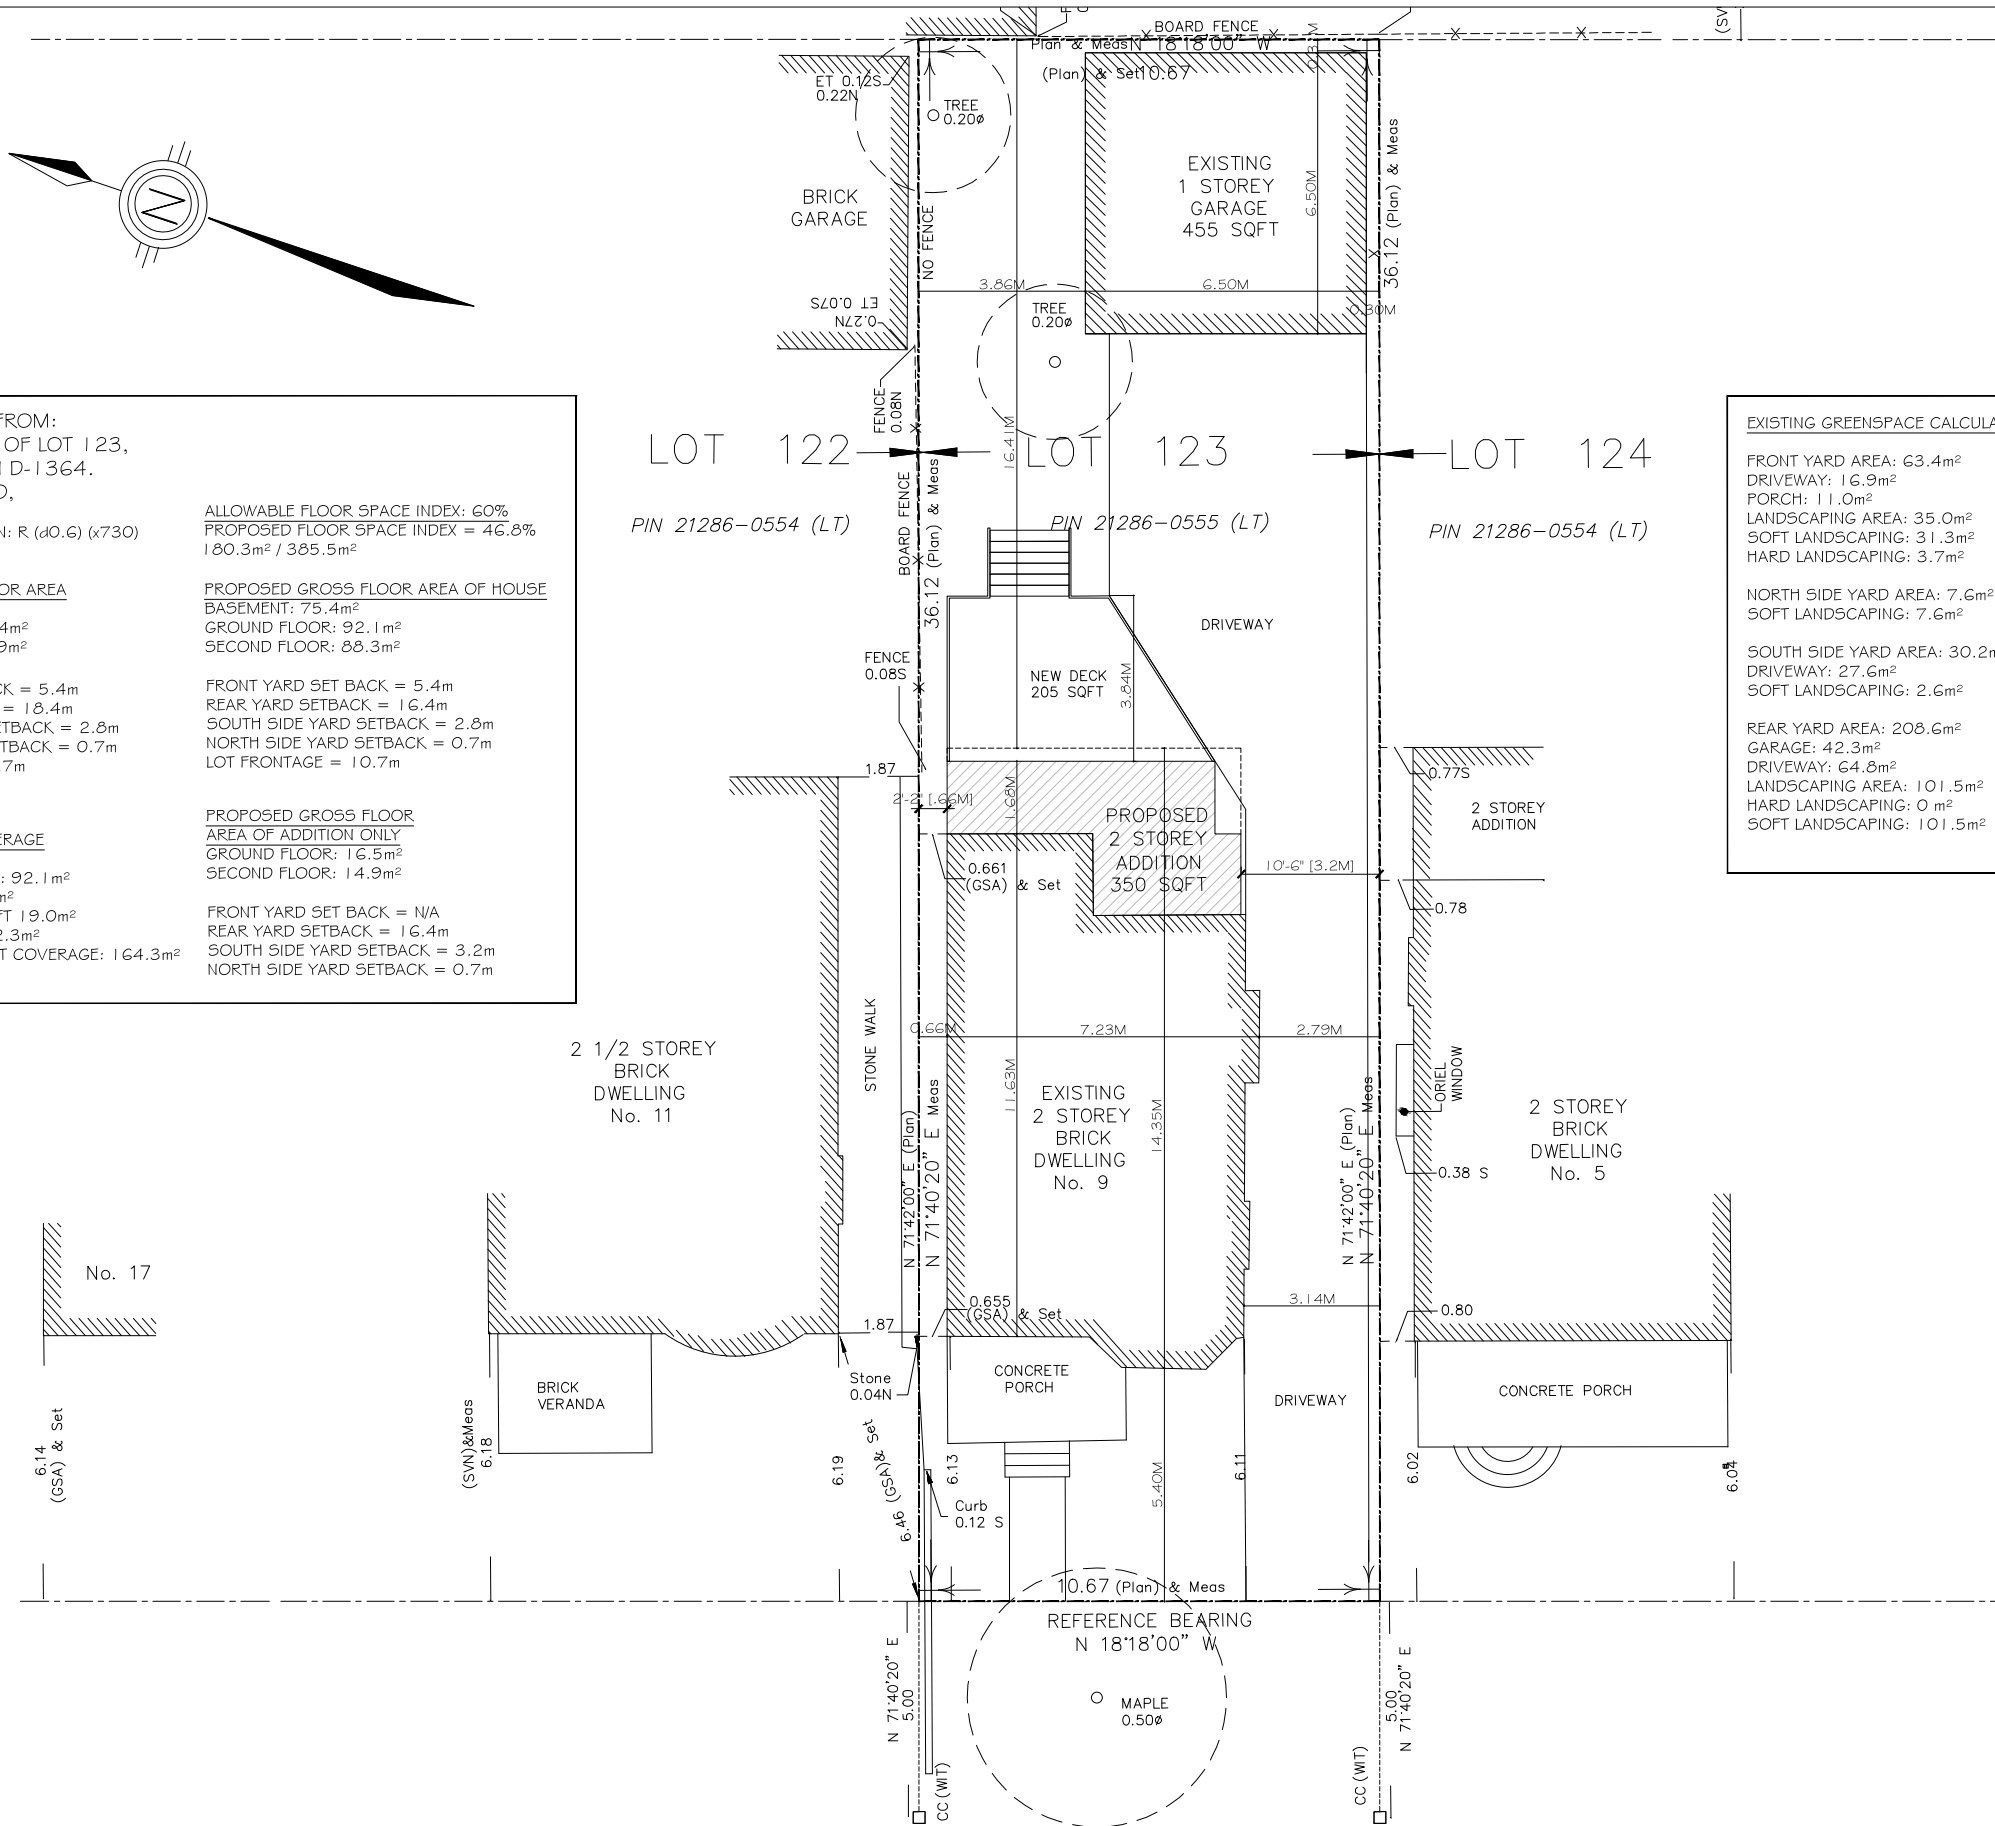 BOARD FENCE
Plan & Meas N 18°18'00" W
(Plan) & Set 10.67
ET 0.12S
0.22N
TREE
0.20ø
BRICK
GARAGE
NO FENCE
EXISTING
1 STOREY
GARAGE
455 SQFT
6.50M
36.12 (Plan) & Meas
3.86M
6.50M
0.30M
ET 0.07S
0.27N
TREE
0.20ø
FENCE
0.08N
16.41M
LOT 122
LOT 123
LOT 124
PIN 21286-0554 (LT)
PIN 21286-0555 (LT)
PIN 21286-0554 (LT)
BOARD FENCE
36.12 (Plan) & Meas
DRIVEWAY
FENCE
0.08S
NEW DECK
205 SQFT
3.84M
FROM:
OF LOT 123,
D-1364.
N: R (d0.6) (x730)
OOR AREA
4m²
9m²
CK = 5.4m
= 18.4m
ETBACK = 2.8m
TBACK = 0.7m
7m
ERAGE
: 92.1m²
m²
FT 19.0m²
2.3m²
T COVERAGE: 164.3m²
ALLOWABLE FLOOR SPACE INDEX: 60%
PROPOSED FLOOR SPACE INDEX = 46.8%
180.3m² / 385.5m²
PROPOSED GROSS FLOOR AREA OF HOUSE
BASEMENT: 75.4m²
GROUND FLOOR: 92.1m²
SECOND FLOOR: 88.3m²
FRONT YARD SET BACK = 5.4m
REAR YARD SETBACK = 16.4m
SOUTH SIDE YARD SETBACK = 2.8m
NORTH SIDE YARD SETBACK = 0.7m
LOT FRONTAGE = 10.7m
PROPOSED GROSS FLOOR
AREA OF ADDITION ONLY
GROUND FLOOR: 16.5m²
SECOND FLOOR: 14.9m²
FRONT YARD SET BACK = N/A
REAR YARD SETBACK = 16.4m
SOUTH SIDE YARD SETBACK = 3.2m
NORTH SIDE YARD SETBACK = 0.7m
EXISTING GREENSPACE CALCULA
FRONT YARD AREA: 63.4m²
DRIVEWAY: 16.9m²
PORCH: 11.0m²
LANDSCAPING AREA: 35.0m²
SOFT LANDSCAPING: 31.3m²
HARD LANDSCAPING: 3.7m²
NORTH SIDE YARD AREA: 7.6m²
SOFT LANDSCAPING: 7.6m²
SOUTH SIDE YARD AREA: 30.2m
DRIVEWAY: 27.6m²
SOFT LANDSCAPING: 2.6m²
REAR YARD AREA: 208.6m²
GARAGE: 42.3m²
DRIVEWAY: 64.8m²
LANDSCAPING AREA: 101.5m²
HARD LANDSCAPING: 0 m²
SOFT LANDSCAPING: 101.5m²
1.87
2'-2" [.66M]
1.68M
PROPOSED
2 STOREY
ADDITION
350 SQFT
0.661
(GSA) & Set
10'-6" [3.2M]
0.77S
2 STOREY
ADDITION
0.78
STONE WALK
0.66M
7.23M
2.79M
2 1/2 STOREY
BRICK
DWELLING
No. 11
11.63M
EXISTING
2 STOREY
BRICK
DWELLING
No. 9
14.35M
N 71°42'00" E (Plan)
N 71°40'20" E Meas
N 71°42'00" E (Plan)
N 71°40'20" E Meas
ORIEL
WINDOW
2 STOREY
BRICK
DWELLING
No. 5
0.38 S
No. 17
0.655
(GSA) & Set
1.87
3.14M
0.80
Stone
0.04N
BRICK
VERANDA
CONCRETE
PORCH
DRIVEWAY
CONCRETE PORCH
6.14
(GSA) & Set
(SVN)&Meas
6.18
6.19
6.46 (GSA)& Set
6.13
5.40M
6.11
6.02
6.04
Curb
0.12 S
10.67 (Plan) & Meas
REFERENCE BEARING
N 18°18'00" W
N 71°40'20" E
5.00
5.00
N 71°40'20" E
MAPLE
0.50ø
CC (WIT)
CC (WIT)
N
(SV